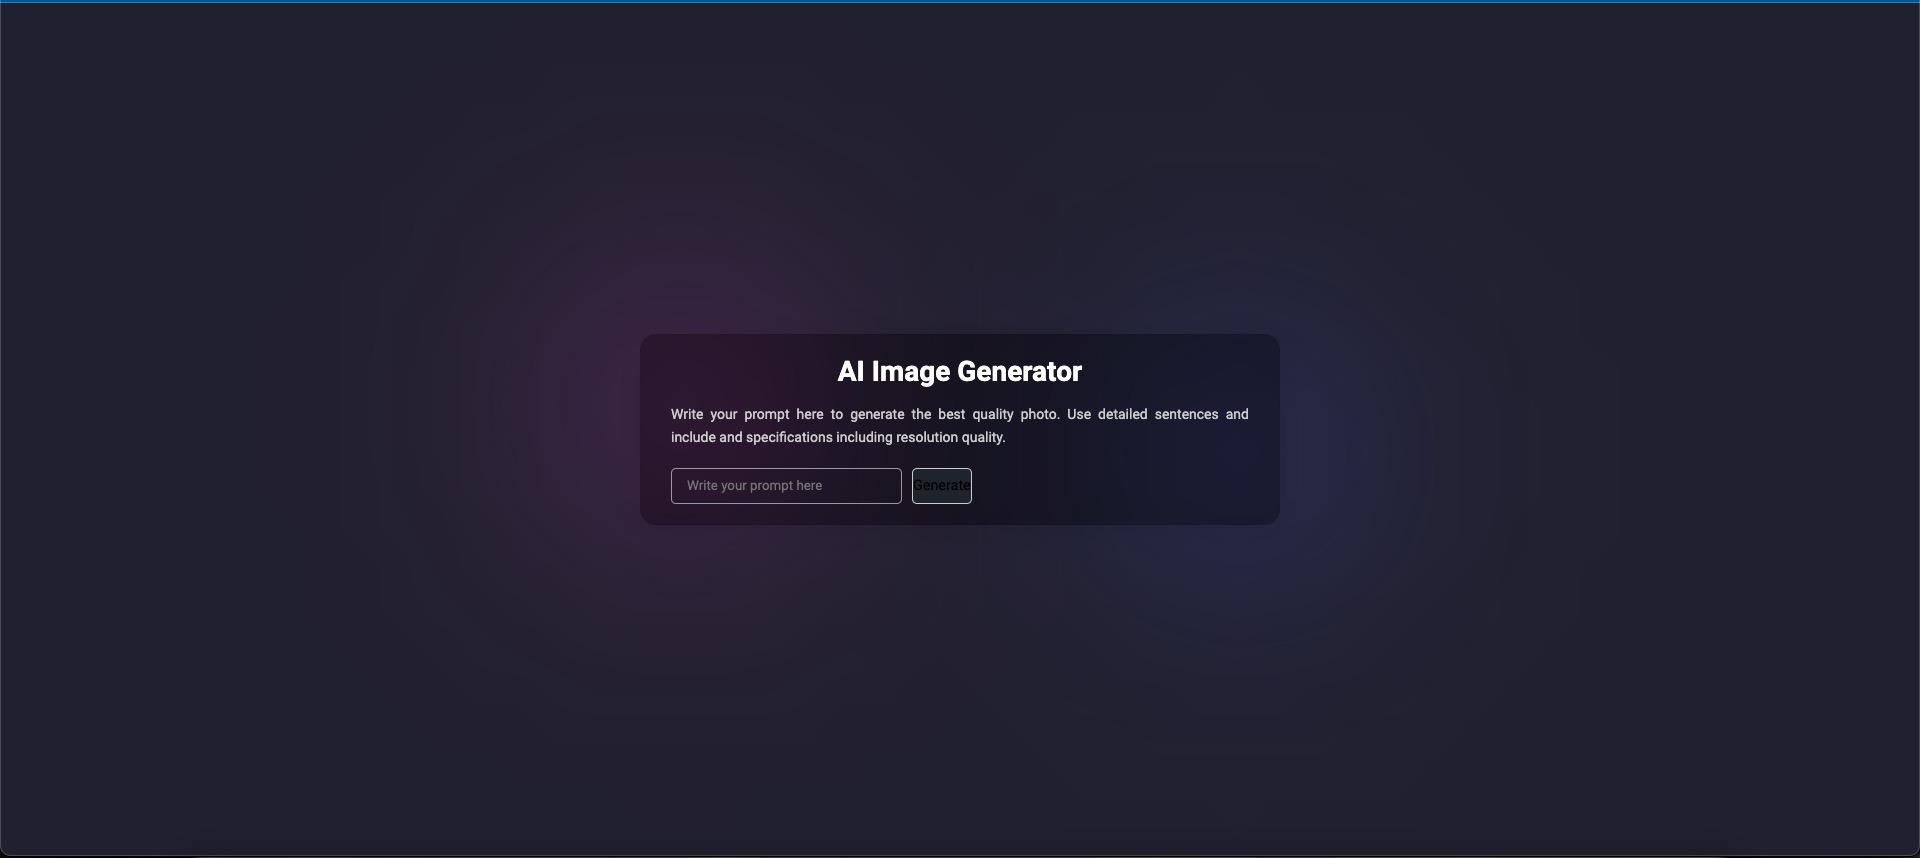 AI Image Generator
Write your prompt here to generate the best quality photo. Use detailed sentences and
include and specifications including resolution quality.
Write your prompt here
Generate